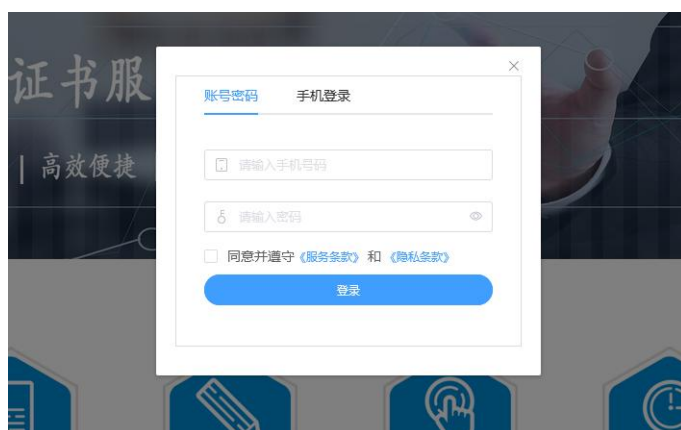 证书服
高效便捷
账号密码 手机登录
请输入手机号码
请输入密码
同意并遵守《服务条款》和《隐私条款》
登录